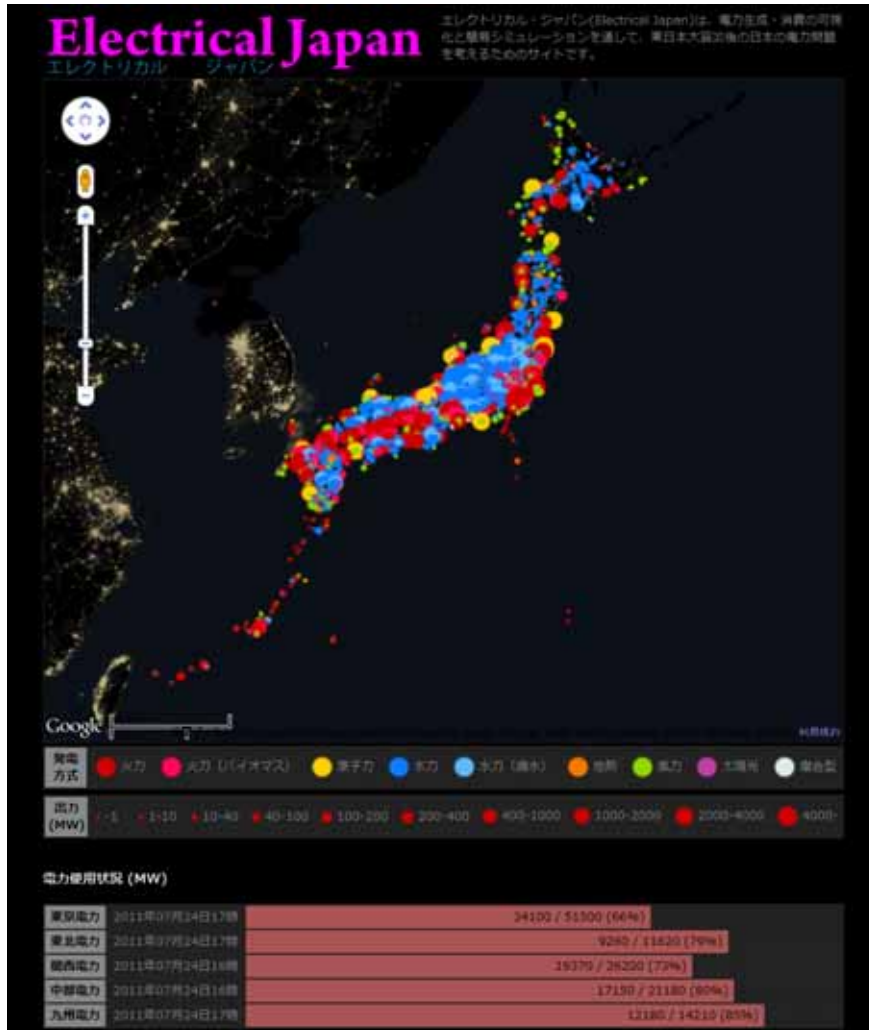 Electrical Japan
エレクトリカル ジャパン
エレクトリカル・ジャパン(Electrical Japan)は、電力生成・消費の可視
化と簡易シミュレーションを通して、東日本大震災後の日本の電力問題
を考えるためのサイトです。
Google
利用規約
発電方式 火力 火力（バイオマス） 原子力 水力 水力（揚水） 地熱 風力 太陽光 複合型
出力(MW) -1 1-10 10-40 40-100 100-200 200-400 400-1000 1000-2000 2000-4000 4000-
電力使用状況 (MW)
東京電力 2011年07月24日17時 34100 / 51500 (66%)
東北電力 2011年07月24日17時 9260 / 11620 (79%)
関西電力 2011年07月24日16時 19370 / 26200 (73%)
中部電力 2011年07月24日16時 17150 / 21180 (80%)
九州電力 2011年07月24日17時 12180 / 14210 (85%)